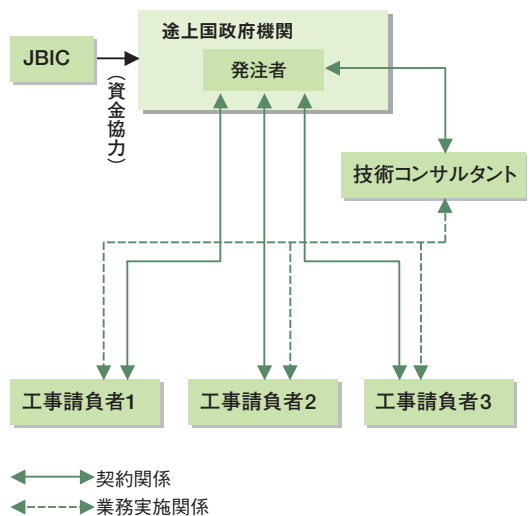 途上国政府機関
JBIC
発注者
（資金協力）
技術コンサルタント
工事請負者1
工事請負者2
工事請負者3
契約関係
業務実施関係